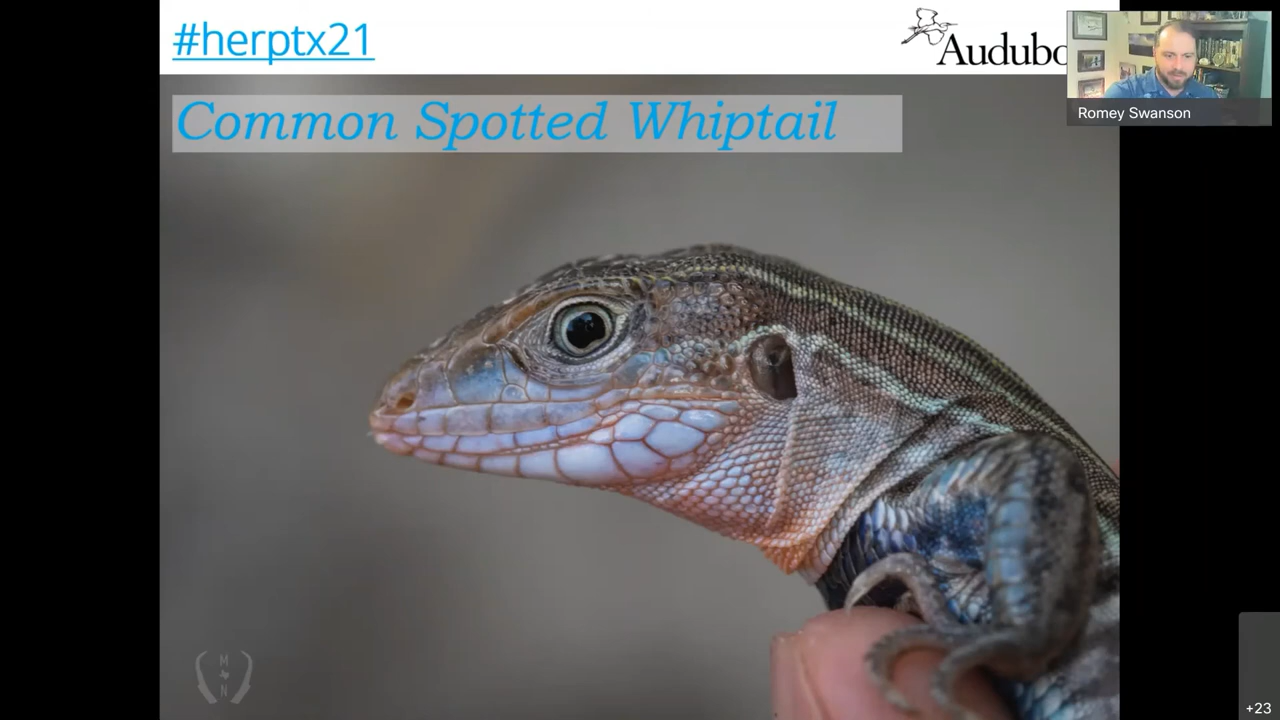 #herptx21
Audubo
Romey Swanson
Common Spotted Whiptail
M
N
+23